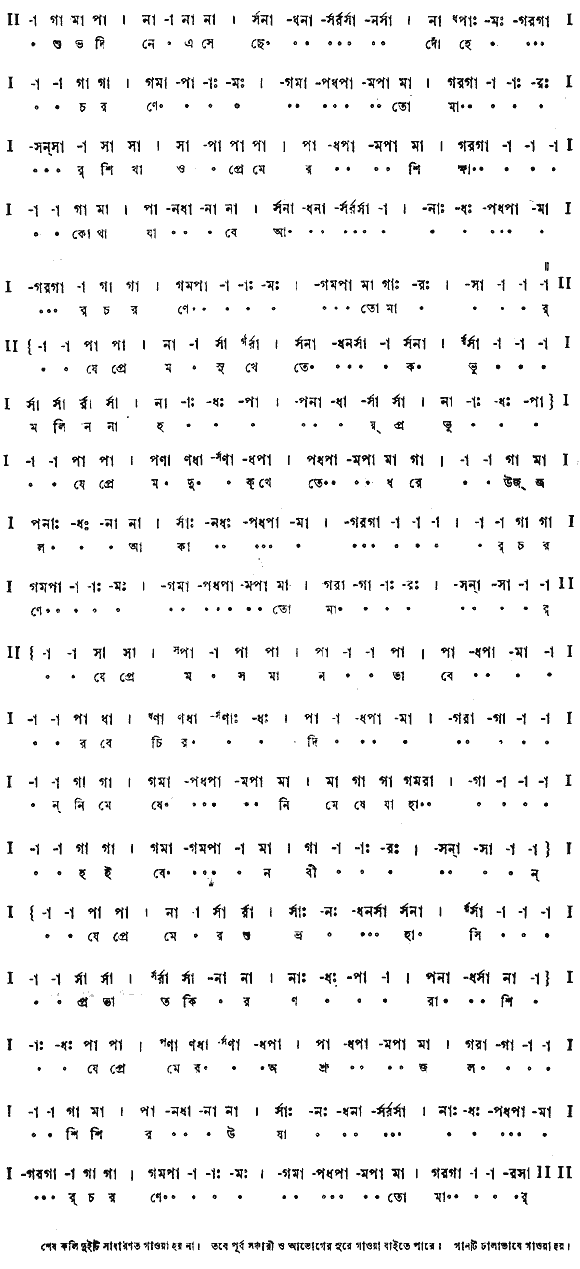 II -া গা মা পা । না -া না না । র্সনা -ধনা -র্সর্রর্সা -নর্সা । না ধপাঃ -মঃ -গরগা I
• শু ভ দি নে • এ সে ছে• •• ••• •• দোঁ হে • •••
I -া -া গা গা । গমা -পা -াঃ -মঃ । -গমা -পধপা -মপা মা । গরগা -া -াঃ -রঃ I
• • চ র ণে• • • • •• ••• •• তো মা•• • • •
I -সন্সা -া সা সা । সা -পা পা পা । পা -ধপা -মপা মা । গরগা -া -া -া I
••• র্ শি খা ও • প্রে মে র •• •• শি ক্ষা•• • • •
I -া -া গা মা । পা -নধা -না না । র্সনা -ধনা -র্সর্রর্সা -া । -নাঃ -ধঃ -পধপা -মা I
• • কো থা যা •• • বে আ• •• ••• • • • ••• •
I -গরগা -া গা গা । গমপা -া -াঃ -মঃ । -গমপা মা গাঃ -রঃ । -সা -া -া -া II
••• র্ চ র ণে•• • • • ••• তো মা • • • • র্
II { -া -া পা পা । না -া র্সা র্গর্রা । র্সনা -ধনর্সা -া র্সনা । র্রর্সা -া -া -া I
• • যে প্রে ম • সু খে তে• ••• • ক• ভু • • •
I র্সা র্সা র্রা র্সা । না -াঃ -ধঃ -পা । -পনা -ধা -র্সা র্সা । না -াঃ -ধঃ -পা } I
ম লি ন না হ • • • •• • য়্ প্র ভু • • •
I -া -া পা পা । পণা ণধা -র্সণা -ধপা । পধপা -মপা মা গা । -া -া গা মা I
• • যে প্রে ম• দু• • ক্ খে তে•• •• ধ রে • • উজ্ জ
I পনাঃ -ধঃ -না না । র্সাঃ -নধঃ -পধপা -মা । -গরগা -া -া -া । -া -া গা গা I
ল• • • আ কা •• ••• • ••• • • • • র্ চ র
I গমপা -া -াঃ -মঃ । -গমা -পধপা -মপা মা । গরা -গা -াঃ -রঃ । -সন্া -সা -া -া II
ণে•• • • • •• ••• •• তো মা• • • • •• • • র্
II { -া -া সা সা । সপা -া পা পা । পা -া -া পা । পা -ধপা -মা -া I
• • যে প্রে ম • স মা ন • • ভা বে •• • •
I -া -া পা ধা । ধণা ণধা -র্সণাঃ -ধঃ । পা -া -ধপা -মা । -গরা -গা -া -া I
• • র বে চি র• •• • দি • •• • •• • • •
I -া -া গা গা । গমা -পধপা -মপা মা । মা গা গা গমরা । -গা -া -া -া I
• ন্ নি মে ষে• ••• •• নি মে ষে যা হা•• • • • •
I -া -া গা গা । গমা -গমপা -া মা । গা -া -াঃ -রঃ । -সন্া -সা -া -া } I
• • হ ই বে• ••• • ন বী • • • •• • • ন্
I { -া -া পা পা । না -া র্সা র্রা । র্সাঃ -নঃ -ধনর্সা র্সনা । র্রর্সা -া -া -া I
• • যে প্রে মে • র শু ভ্র • ••• হা• সি • • •
I -া -া র্সা র্সা । র্সর্রা র্সা -না না । নাঃ -ধঃ -পা -া । পনা -ধর্সা না -া } I
• • প্র ভা ত কি • র ণ • • • রা• •• শি •
I -াঃ -ধঃ পা পা । পণা ণধা -র্সণা -ধপা । পা -ধপা -মপা মা । গরা -গা -া -া I
• • যে প্রে মে র• • •অ শ্রু •• •• জ ল• • • •
I -া -া গা মা । পা -নধা -না না । র্সাঃ -নঃ -ধনা -র্সর্রর্সা । -নাঃ -ধঃ -পধপা -মা I
• • শি শি র •• • উ ষা • •• ••• • • ••• •
I -গরগা -া গা গা । গমপা -া -াঃ -মঃ । -গমা -পধপা -মপা মা । গরগা -া -া -রসা II II
••• র্ চ র ণে•• • • • •• ••• •• তো মা•• • • •র্
শেষ কলি দুইটি সাধারণত গাওয়া হয় না। তবে পূর্ব সঞ্চারী ও আভোগের সুরে গাওয়া যাইতে পারে। গানটি ঢালাভাবে গাওয়া হয়।